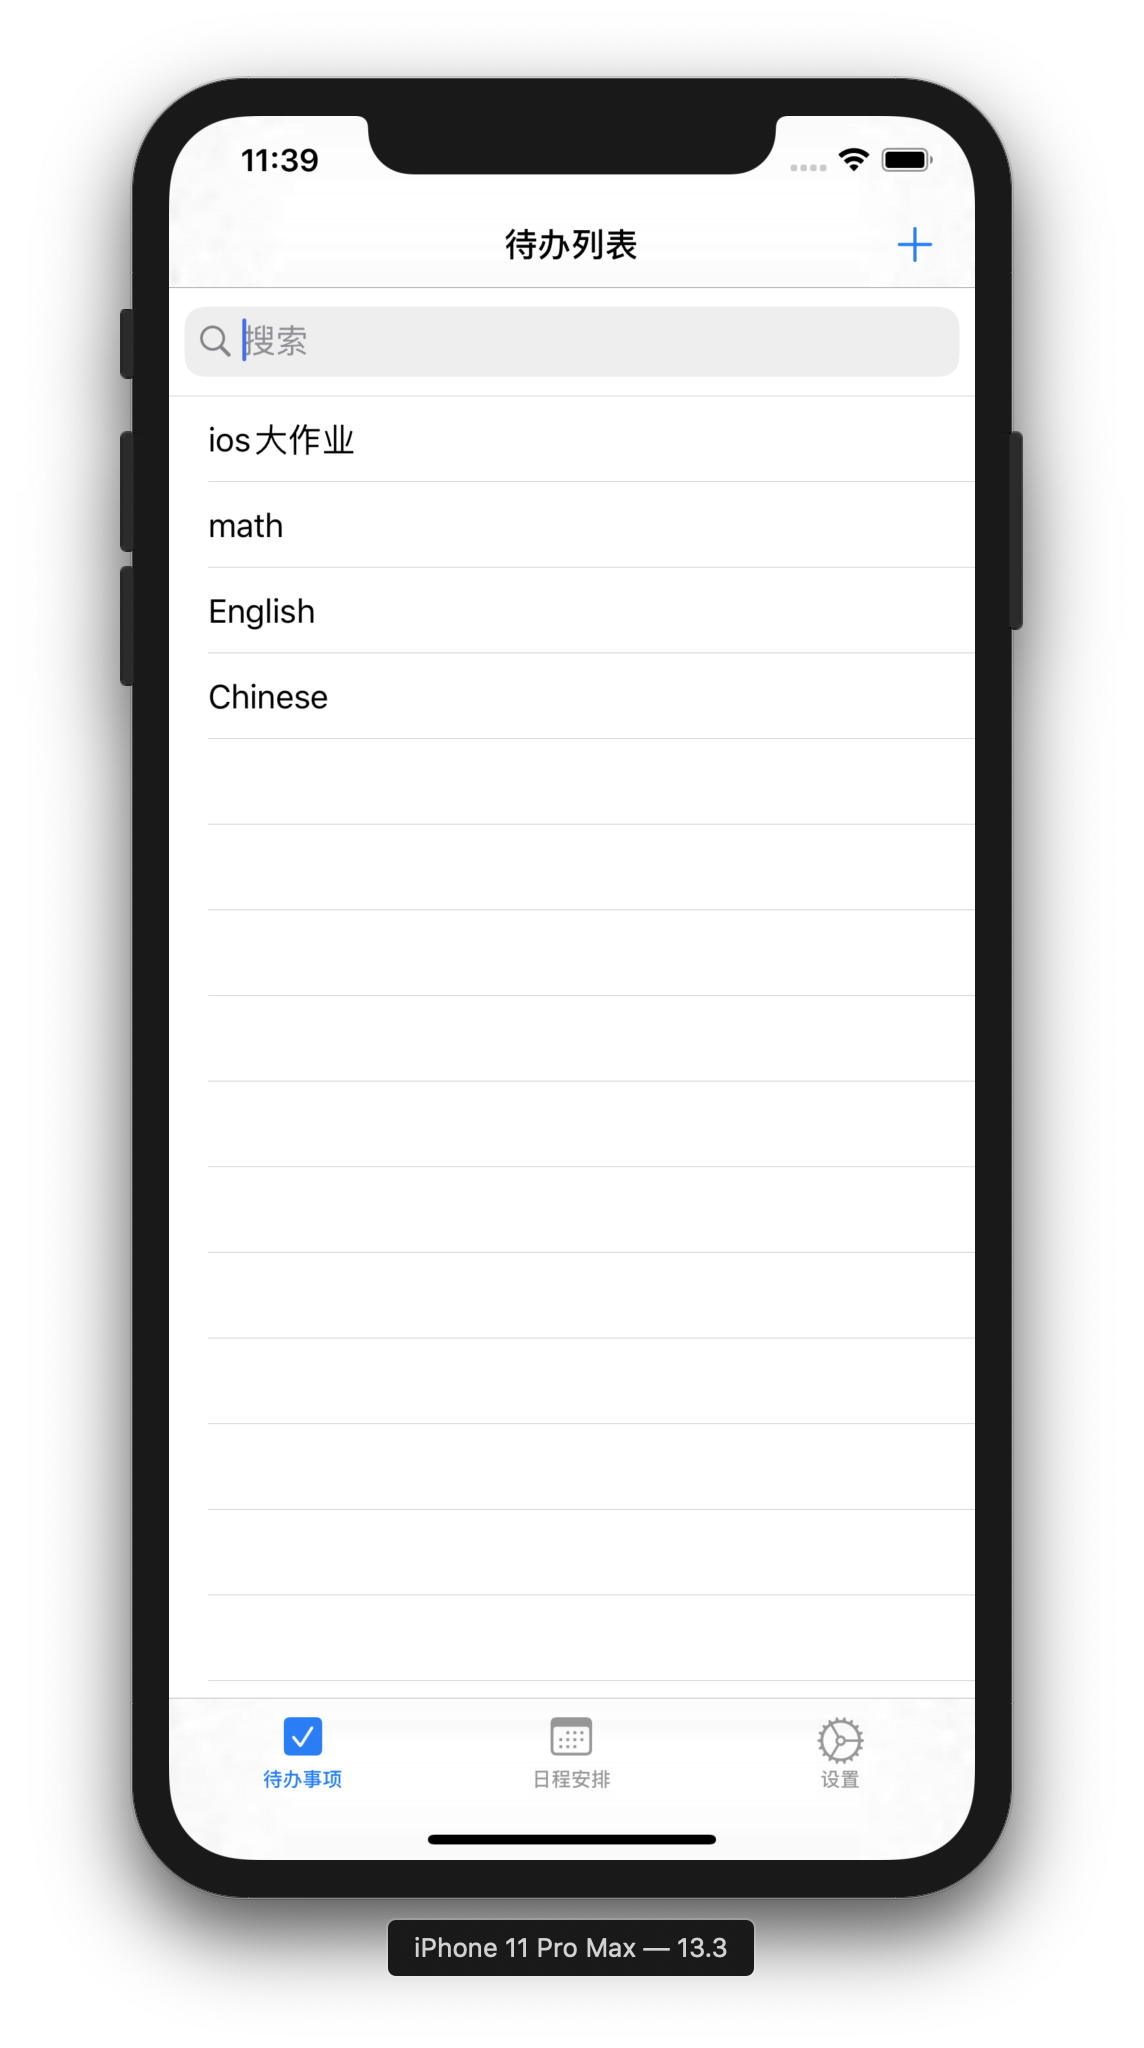 11:39
待办列表
搜索
ios大作业
math
English
Chinese
待办事项
日程安排
设置
iPhone 11 Pro Max — 13.3